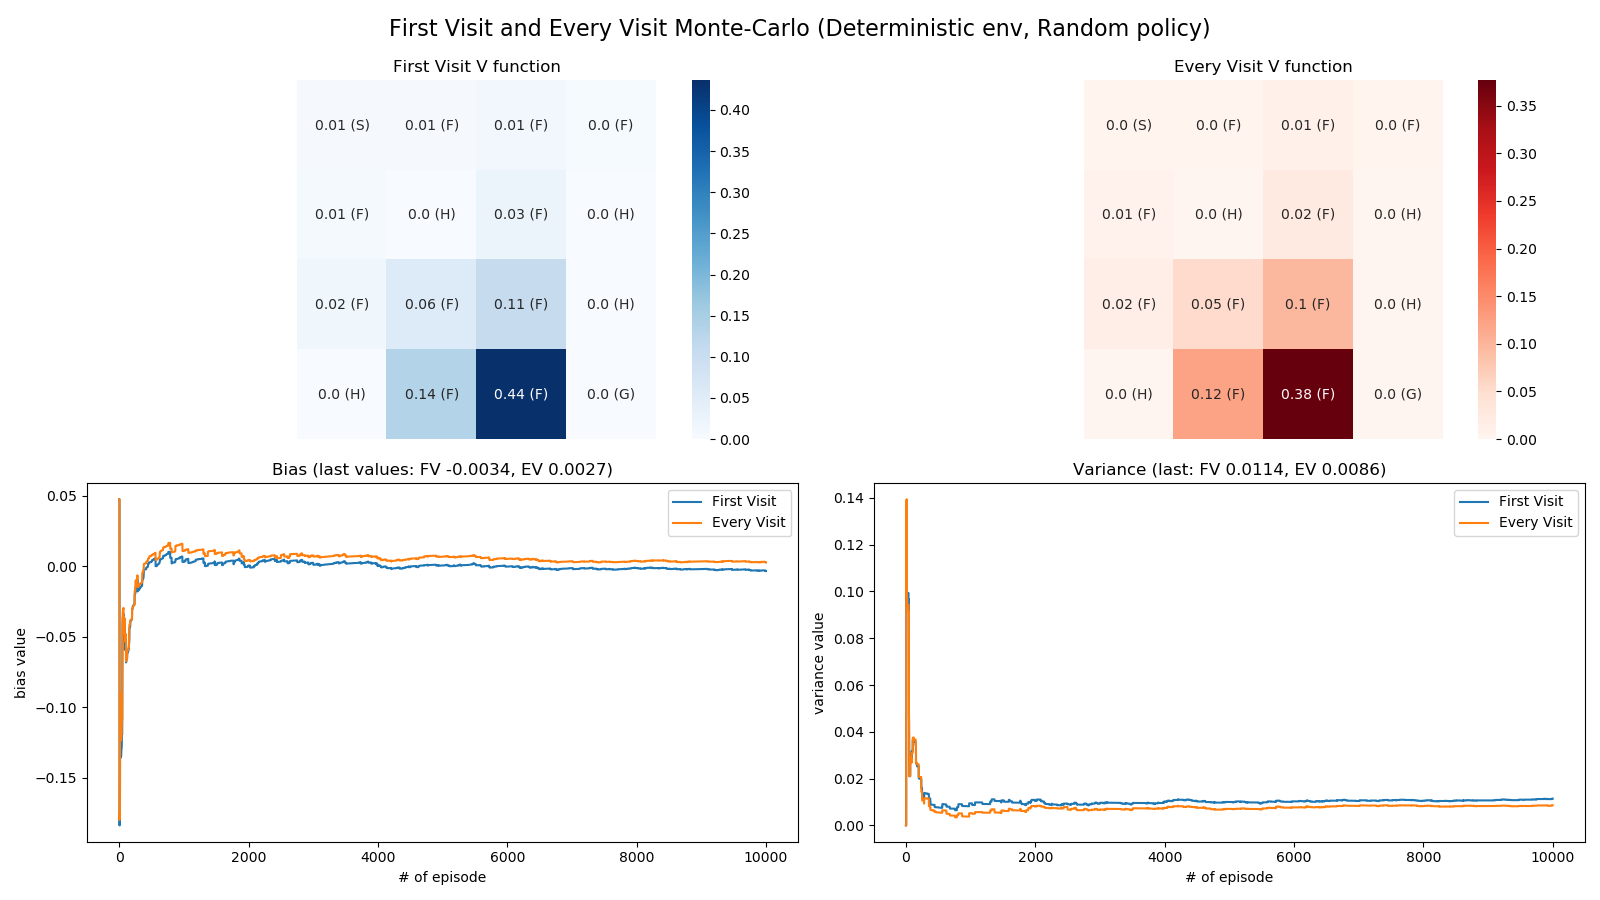 First Visit and Every Visit Monte-Carlo (Deterministic env, Random policy)
First Visit V function
0.01 (S) 0.01 (F) 0.01 (F) 0.0 (F)
0.01 (F) 0.0 (H) 0.03 (F) 0.0 (H)
0.02 (F) 0.06 (F) 0.11 (F) 0.0 (H)
0.0 (H) 0.14 (F) 0.44 (F) 0.0 (G)
0.40
0.35
0.30
0.25
0.20
0.15
0.10
0.05
0.00
Every Visit V function
0.0 (S) 0.0 (F) 0.01 (F) 0.0 (F)
0.01 (F) 0.0 (H) 0.02 (F) 0.0 (H)
0.02 (F) 0.05 (F) 0.1 (F) 0.0 (H)
0.0 (H) 0.12 (F) 0.38 (F) 0.0 (G)
0.35
0.30
0.25
0.20
0.15
0.10
0.05
0.00
Bias (last values: FV -0.0034, EV 0.0027)
First Visit
Every Visit
bias value
0.05
0.00
−0.05
−0.10
−0.15
0 2000 4000 6000 8000 10000
# of episode
Variance (last: FV 0.0114, EV 0.0086)
First Visit
Every Visit
variance value
0.14
0.12
0.10
0.08
0.06
0.04
0.02
0.00
0 2000 4000 6000 8000 10000
# of episode